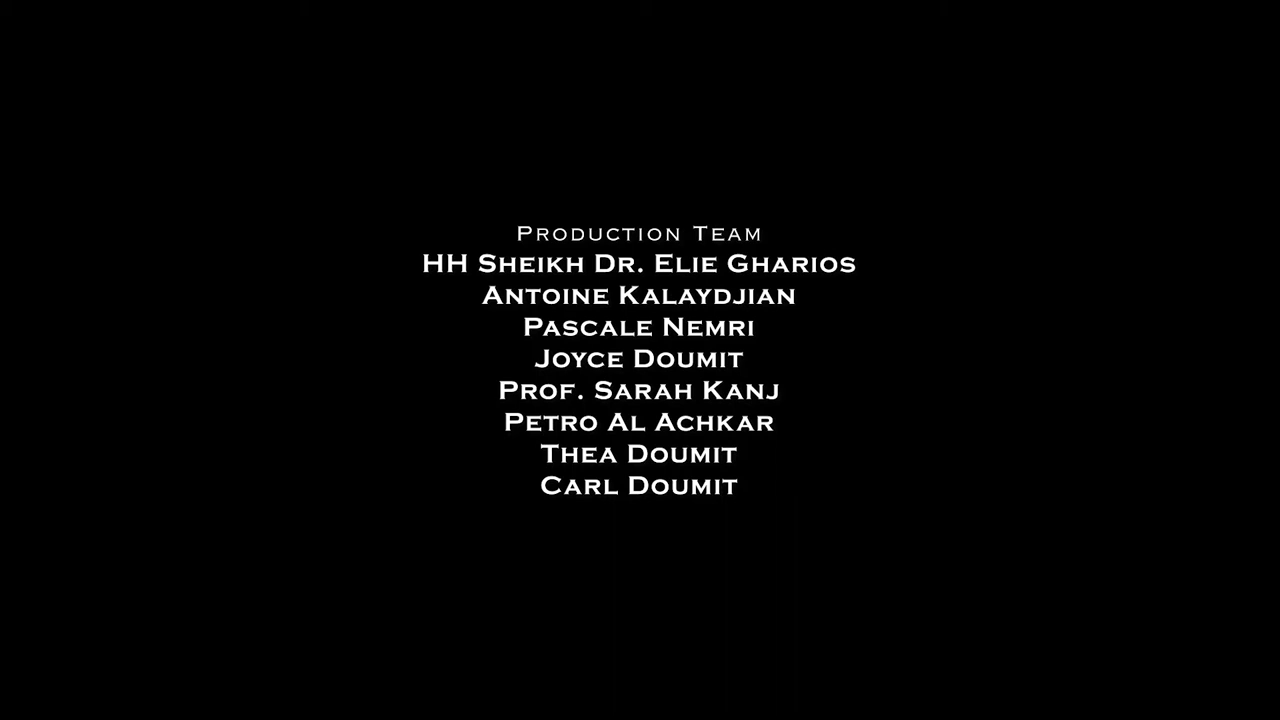 Production Team
HH Sheikh Dr. Elie Gharios
Antoine Kalaydjian
Pascale Nemri
Joyce Doumit
Prof. Sarah Kanj
Petro Al Achkar
Thea Doumit
Carl Doumit